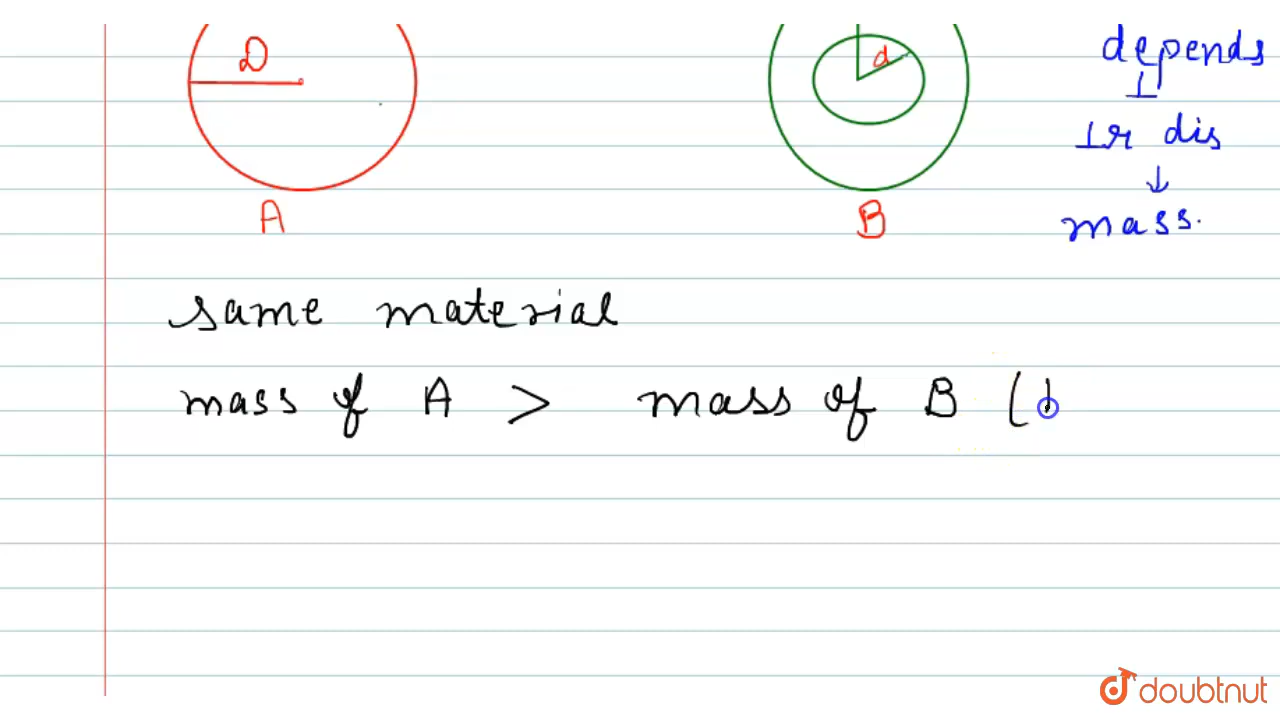 D
d
depends
⊥
⊥r dis
↓
mass.
A
B
same material
mass of A > mass of B (
doubtnut